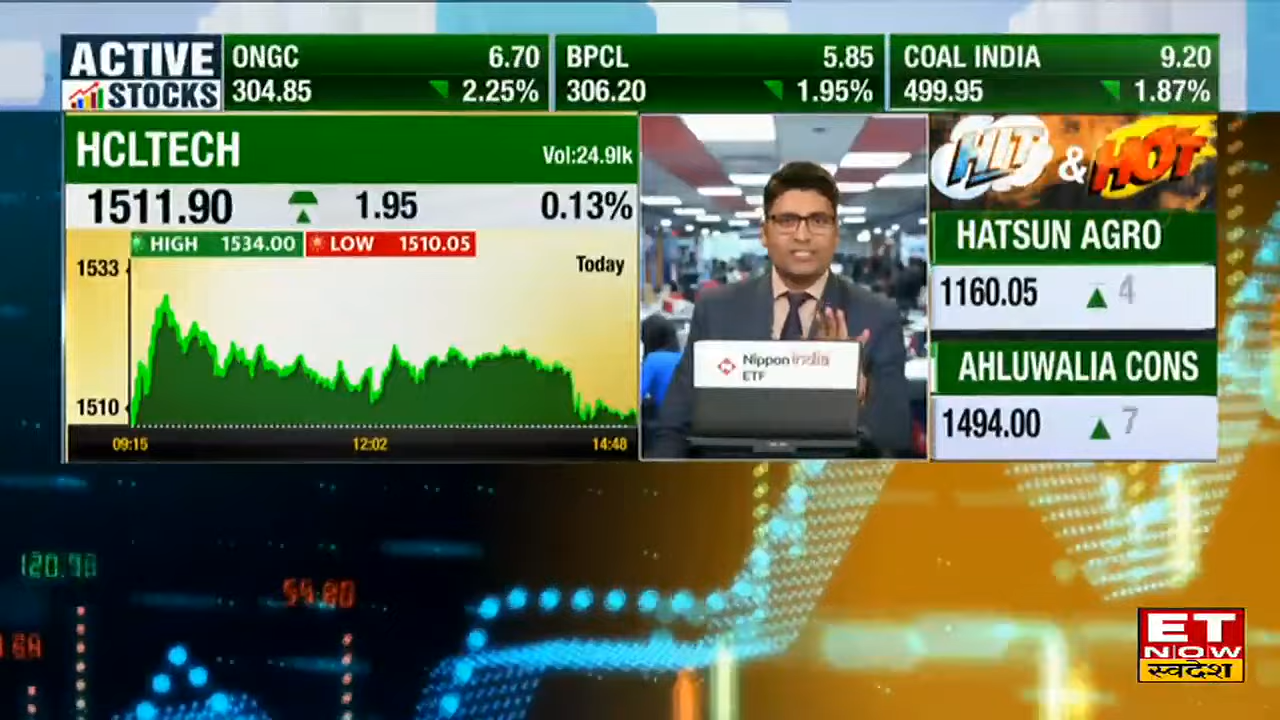 ACTIVE
STOCKS
ONGC 6.70
304.85 2.25%
BPCL 5.85
306.20 1.95%
COAL INDIA 9.20
499.95 1.87%
HCLTECH
Vol:24.9lk
1511.90 1.95 0.13%
HIGH 1534.00 LOW 1510.05
Today
1533
1510
09:15 12:02 14:48
Nippon india
ETF
HIT & HOT
HATSUN AGRO
1160.05 4
AHLUWALIA CONS
1494.00 7
120.98
59.80
ET
NOW
स्वदेश